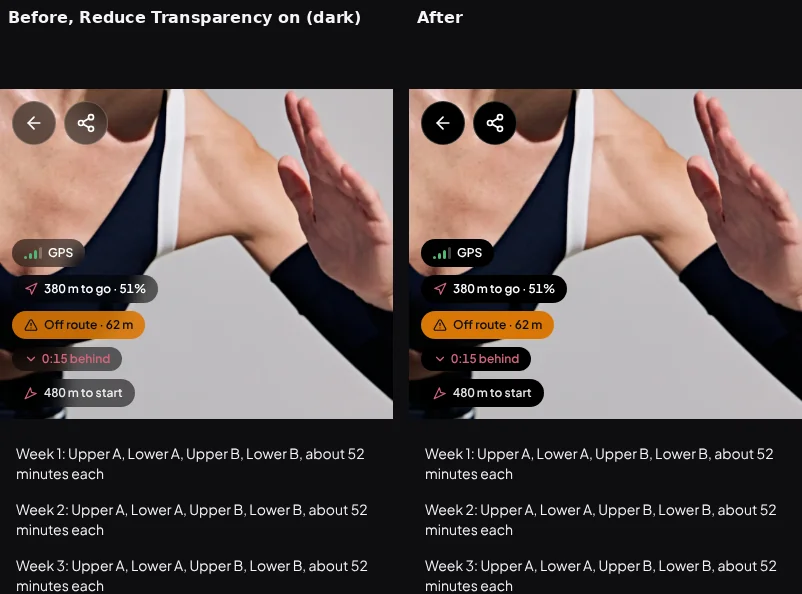 Before, Reduce Transparency on (dark)
After
GPS
380 m to go · 51%
Off route · 62 m
0:15 behind
480 m to start
Week 1: Upper A, Lower A, Upper B, Lower B, about 52
minutes each
Week 2: Upper A, Lower A, Upper B, Lower B, about 52
minutes each
Week 3: Upper A, Lower A, Upper B, Lower B, about 52
minutes each
GPS
380 m to go · 51%
Off route · 62 m
0:15 behind
480 m to start
Week 1: Upper A, Lower A, Upper B, Lower B, about 52
minutes each
Week 2: Upper A, Lower A, Upper B, Lower B, about 52
minutes each
Week 3: Upper A, Lower A, Upper B, Lower B, about 52
minutes each